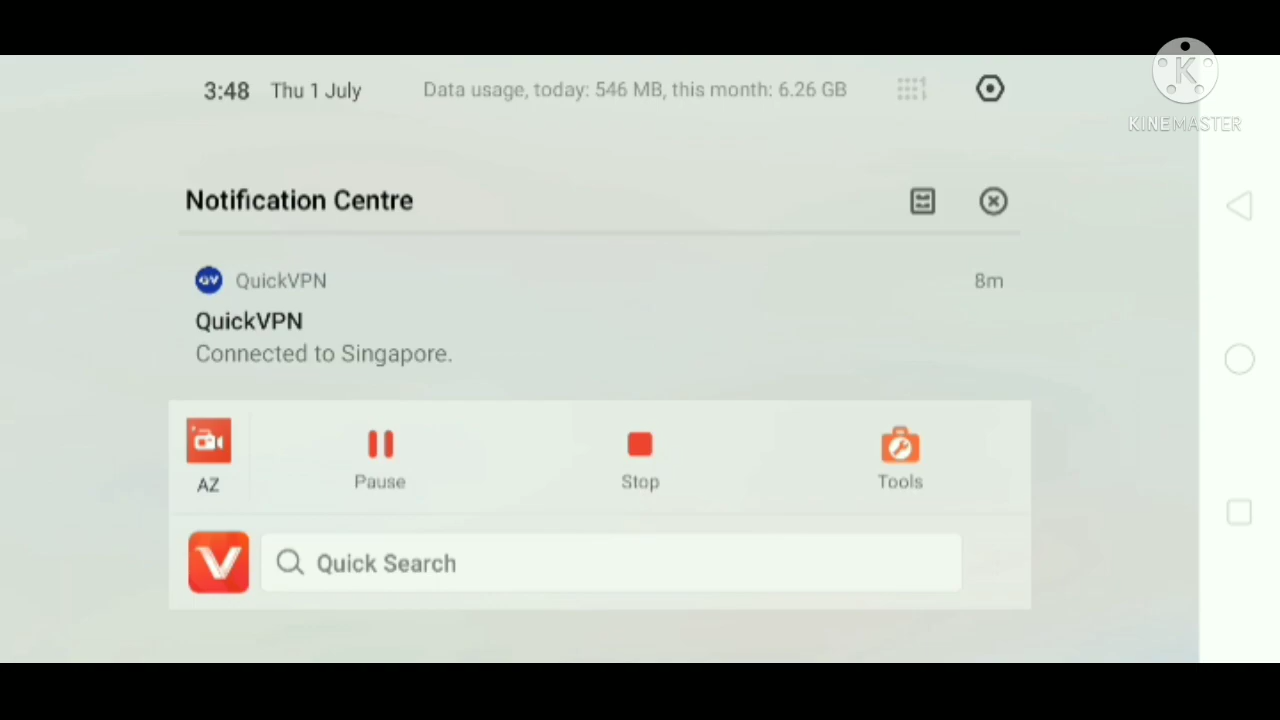 3:48 Thu 1 July Data usage, today: 546 MB, this month: 6.26 GB
K
KINEMASTER
Notification Centre
QV QuickVPN 8m
QuickVPN
Connected to Singapore.
AZ Pause Stop Tools
V Quick Search